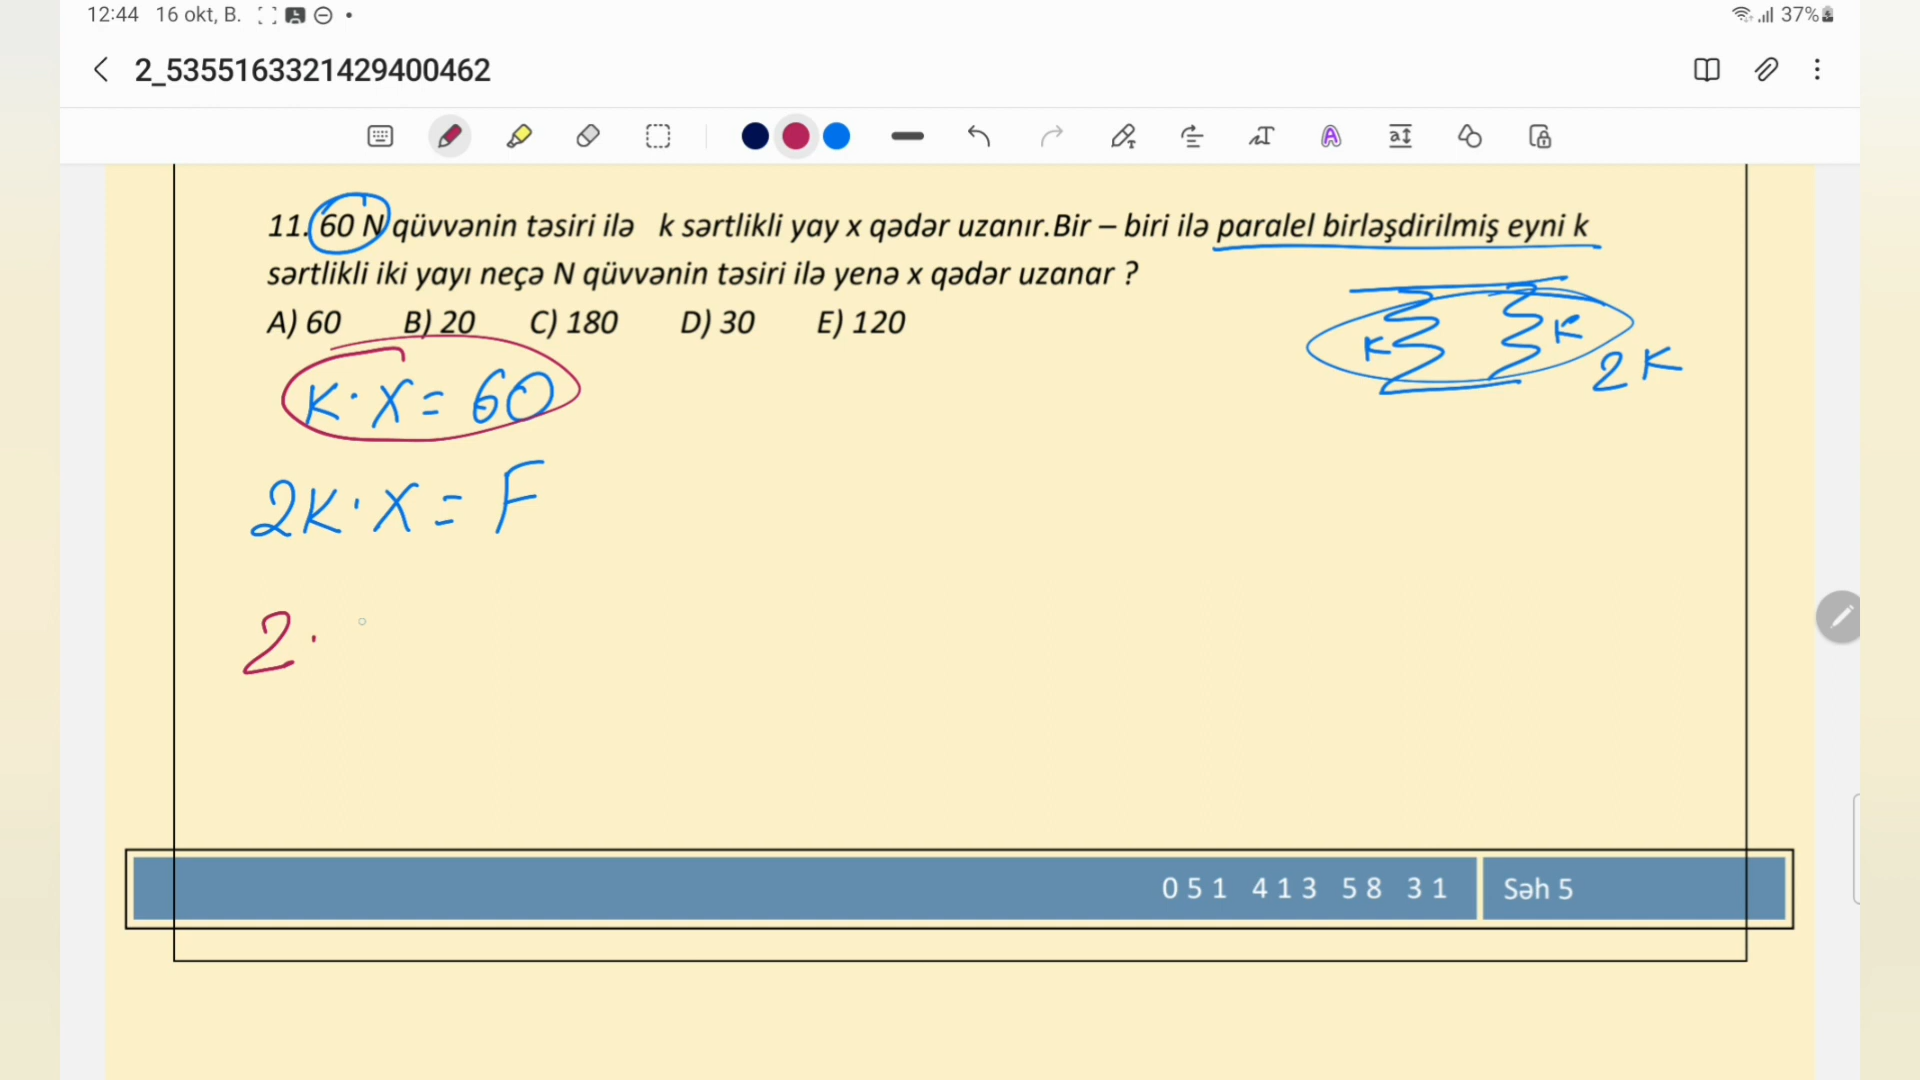 12:44 16 okt, B.
37%
2_5355163321429400462
11. 60 N qüvvənin təsiri ilə k sərtlikli yay x qədər uzanır.Bir – biri ilə paralel birləşdirilmiş eyni k
sərtlikli iki yayı neçə N qüvvənin təsiri ilə yenə x qədər uzanar ?
A) 60 B) 20 C) 180 D) 30 E) 120
K K 2K
K · X = 60
2K · X = F
2 ·
051 413 58 31 Səh 5